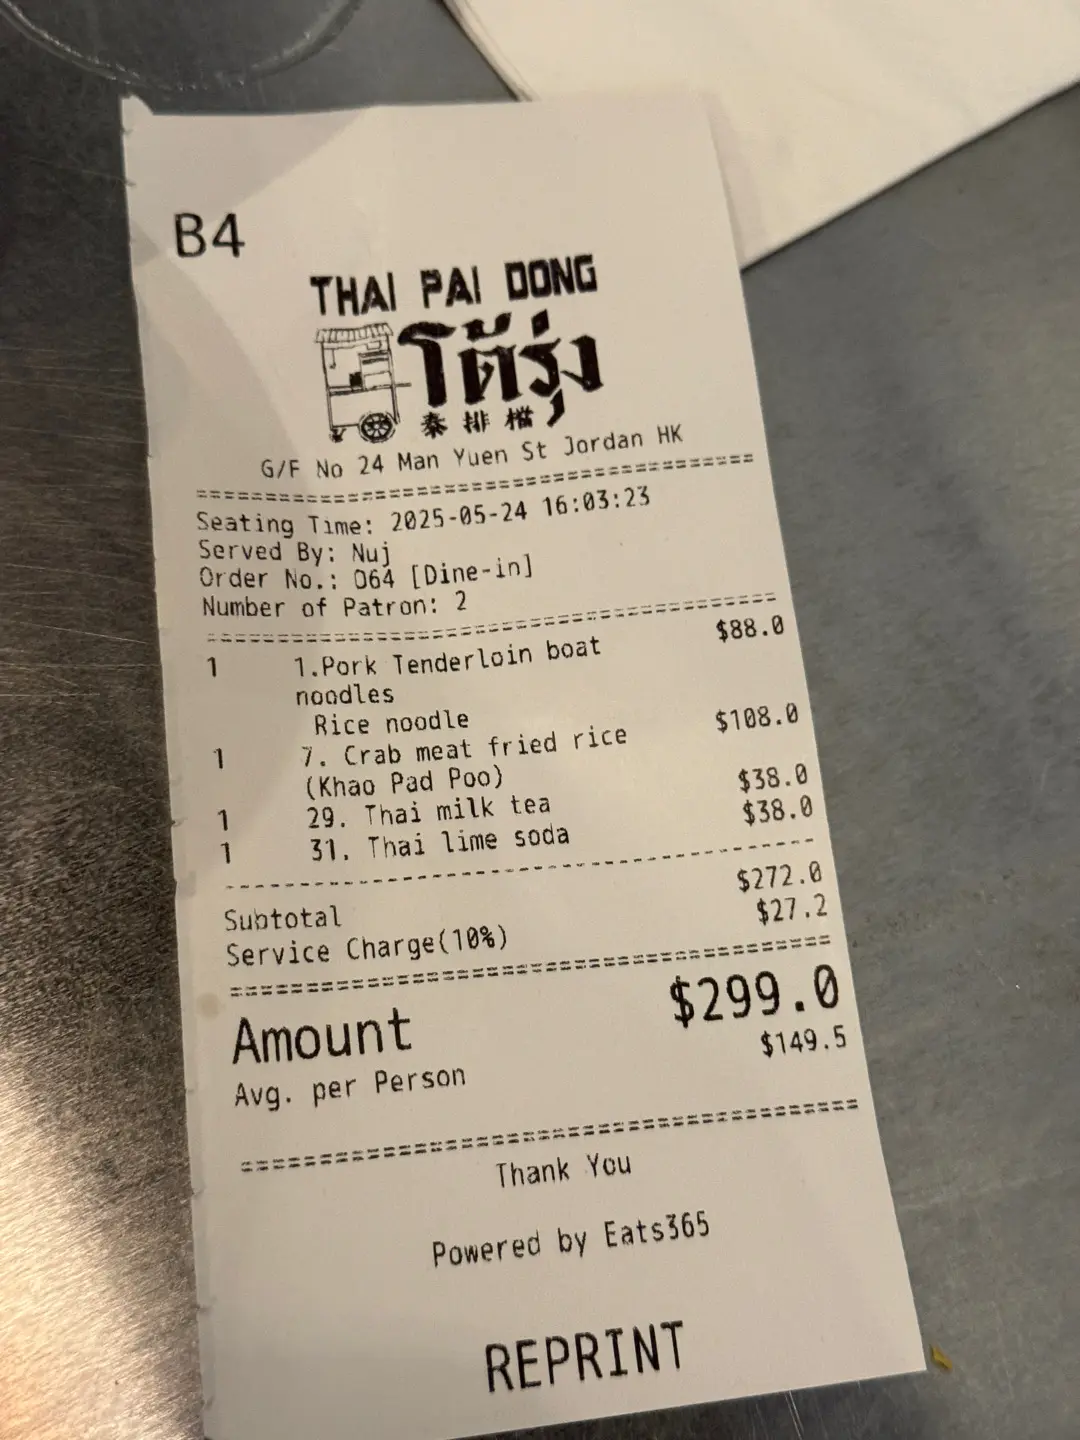 B4
THAI PAI DONG
โต้รุ่ง
泰排檔
G/F No 24 Man Yuen St Jordan HK
Seating Time: 2025-05-24 16:03:23
Served By: Nuj
Order No.: 064 [Dine-in]
Number of Patron: 2
1 1.Pork Tenderloin boat $88.0
noodles
Rice noodle
1 7. Crab meat fried rice $108.0
(Khao Pad Poo)
1 29. Thai milk tea $38.0
1 31. Thai lime soda $38.0
Subtotal $272.0
Service Charge(10%) $27.2
Amount $299.0
Avg. per Person $149.5
Thank You
Powered by Eats365
REPRINT